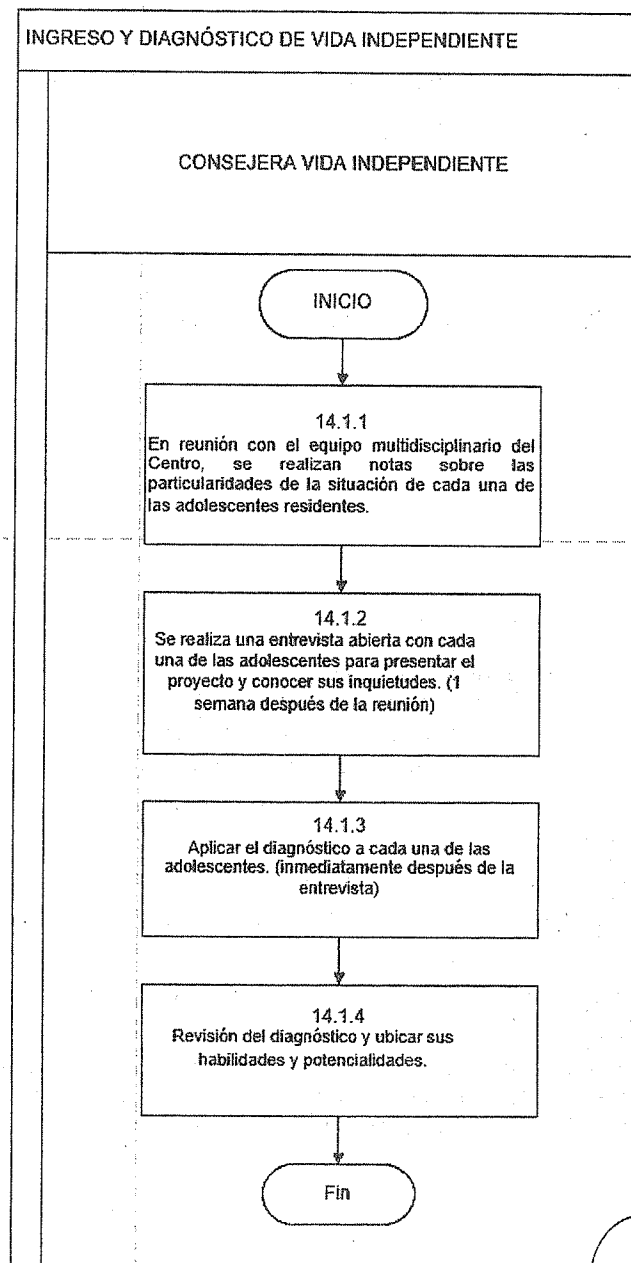 INGRESO Y DIAGNÓSTICO DE VIDA INDEPENDIENTE
CONSEJERA VIDA INDEPENDIENTE
INICIO
14.1.1
En reunión con el equipo multidisciplinario del
Centro, se realizan notas sobre las
particularidades de la situación de cada una de
las adolescentes residentes.
14.1.2
Se realiza una entrevista abierta con cada
una de las adolescentes para presentar el
proyecto y conocer sus inquietudes. (1
semana después de la reunión)
14.1.3
Aplicar el diagnóstico a cada una de las
adolescentes. (inmediatamente después de la
entrevista)
14.1.4
Revisión del diagnóstico y ubicar sus
habilidades y potencialidades.
Fin